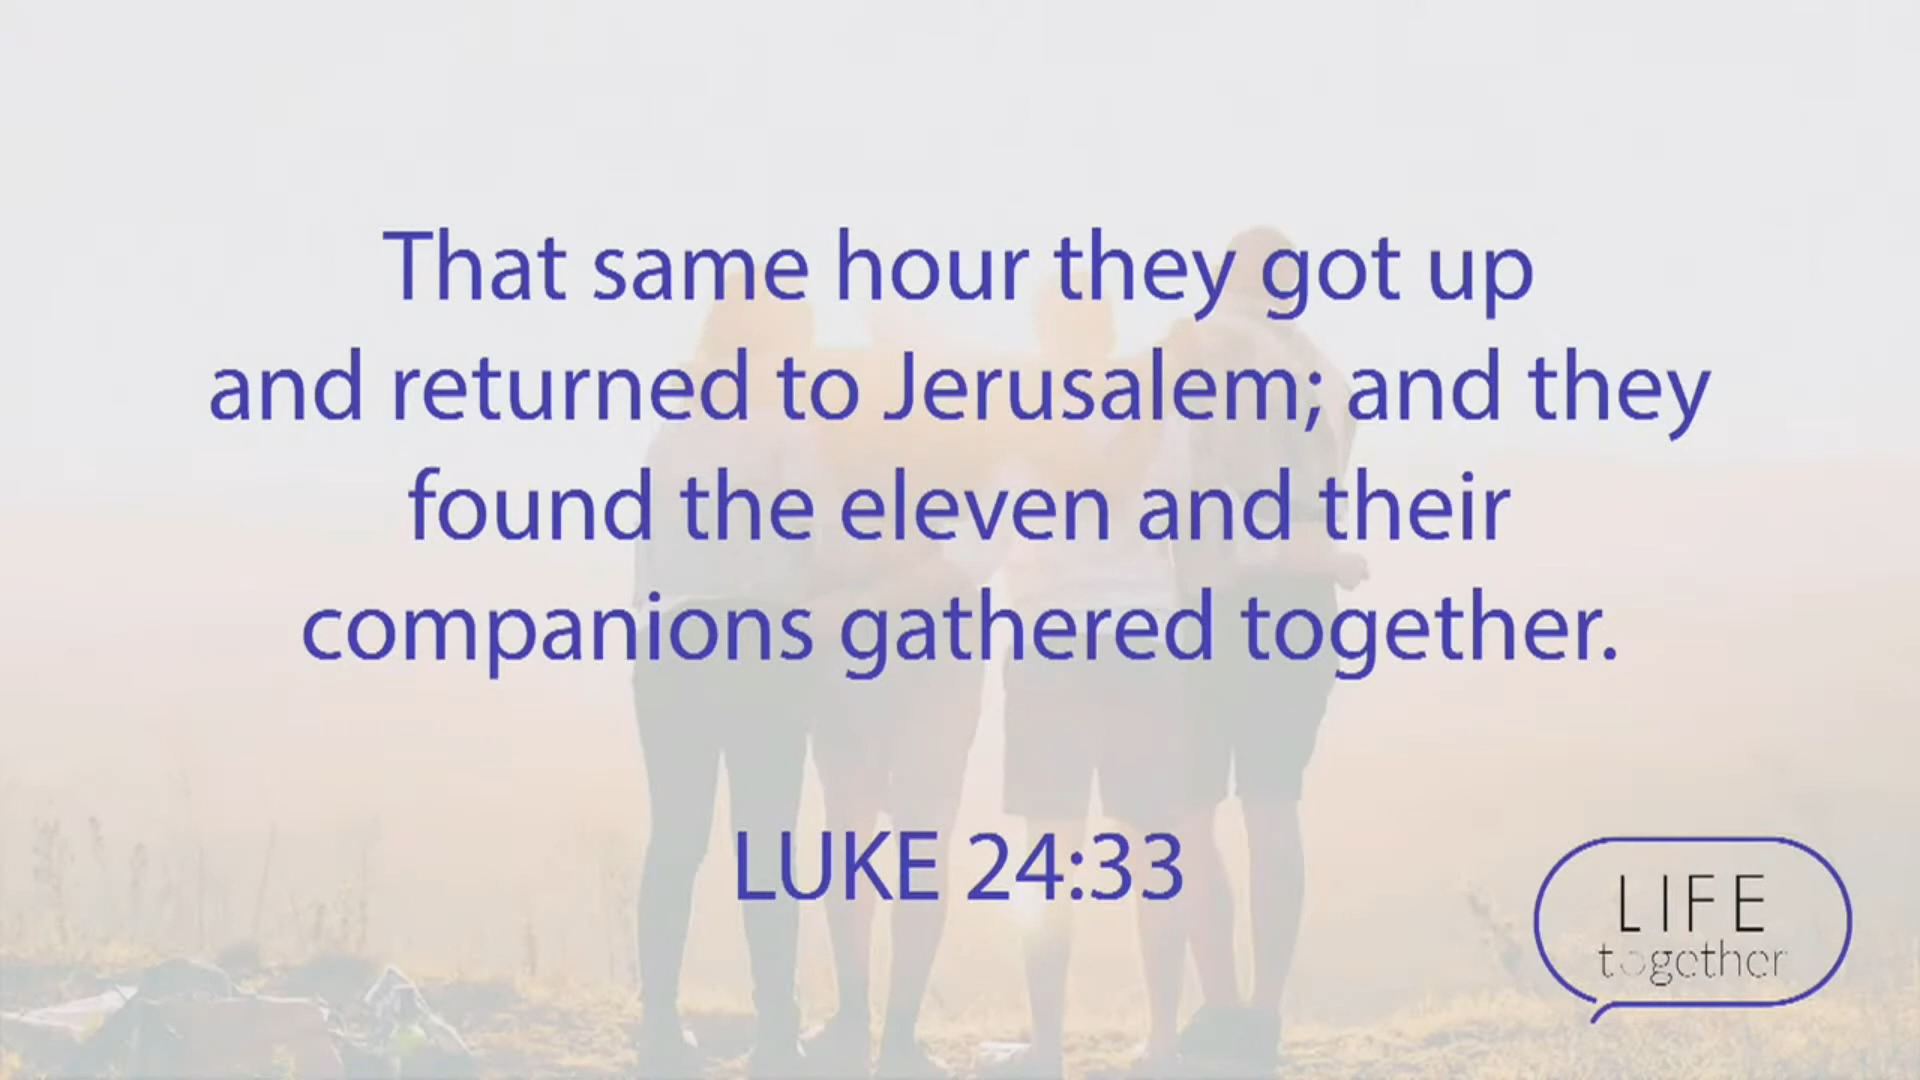 That same hour they got up
and returned to Jerusalem; and they
found the eleven and their
companions gathered together.
LUKE 24:33
LIFE
together